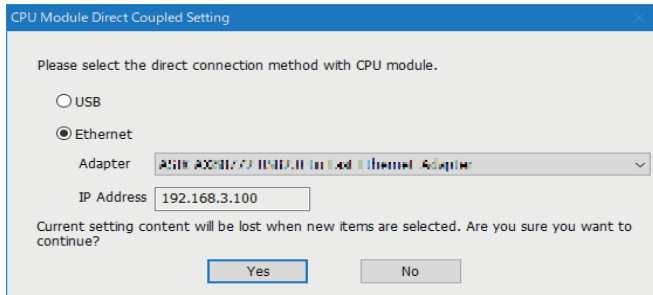 CPU Module Direct Coupled Setting
Please select the direct connection method with CPU module.
USB
Ethernet
Adapter
Ethernet Adapter
IP Address 192.168.3.100
Current setting content will be lost when new items are selected. Are you sure you want to
continue?
Yes No